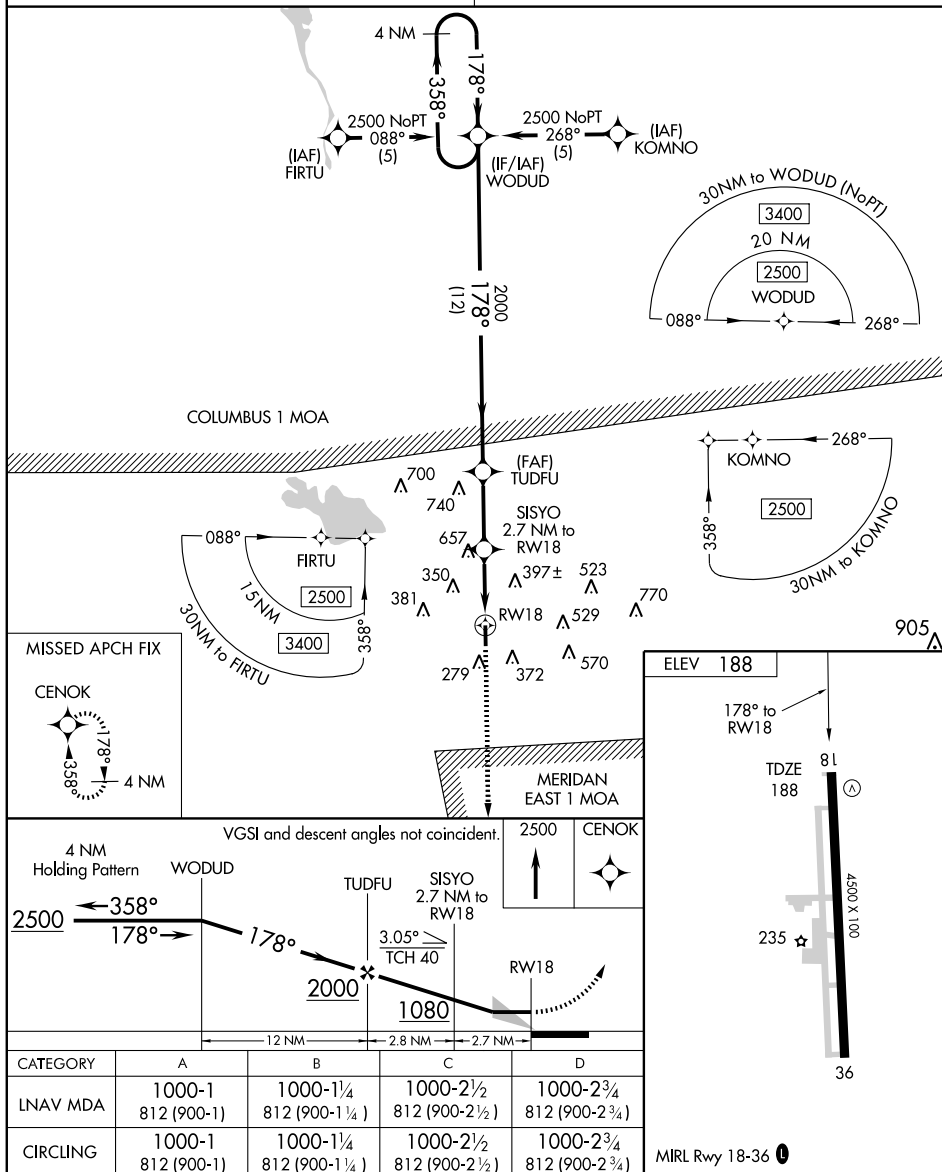 4 NM
358°
178°
2500 NoPT
088°
(5)
(IAF)
FIRTU
2500 NoPT
268°
(5)
(IAF)
KOMNO
(IF/IAF)
WODUD
30NM to WODUD (NoPT)
3400
20 NM
2500
WODUD
088°
268°
2000
178°
(12)
COLUMBUS 1 MOA
(FAF)
TUDFU
700
740
SISYO
2.7 NM to
RW18
657
350
397±
523
381
RW18
529
770
279
372
570
905
088°
FIRTU
2500
15NM
3400
30NM to FIRTU
358°
268°
KOMNO
2500
358°
30NM to KOMNO
MISSED APCH FIX
CENOK
178°
358°
4 NM
MERIDAN
EAST 1 MOA
ELEV 188
178° to
RW18
18
TDZE
188
V
4500 X 100
235
36
MIRL Rwy 18-36 L
VGSI and descent angles not coincident.
2500
CENOK
4 NM
Holding Pattern
WODUD
TUDFU
SISYO
2.7 NM to
RW18
2500
358°
178°
178°
3.05°
TCH 40
2000
1080
RW18
12 NM
2.8 NM
2.7 NM
CATEGORY A B C D
LNAV MDA 1000-1 1000-1¼ 1000-2½ 1000-2¾
812 (900-1) 812 (900-1¼) 812 (900-2½) 812 (900-2¾)
CIRCLING 1000-1 1000-1¼ 1000-2½ 1000-2¾
812 (900-1) 812 (900-1¼) 812 (900-2½) 812 (900-2¾)